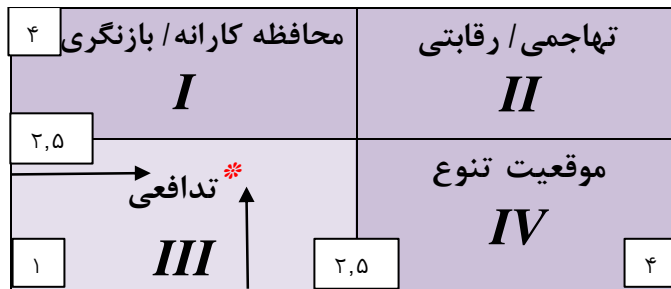 ۴
محافظه کارانه/ بازنگری
I
تهاجمی/ رقابتی
II
۲,۵
تدافعی
III
موقعیت تنوع
IV
۱
۲,۵
۴